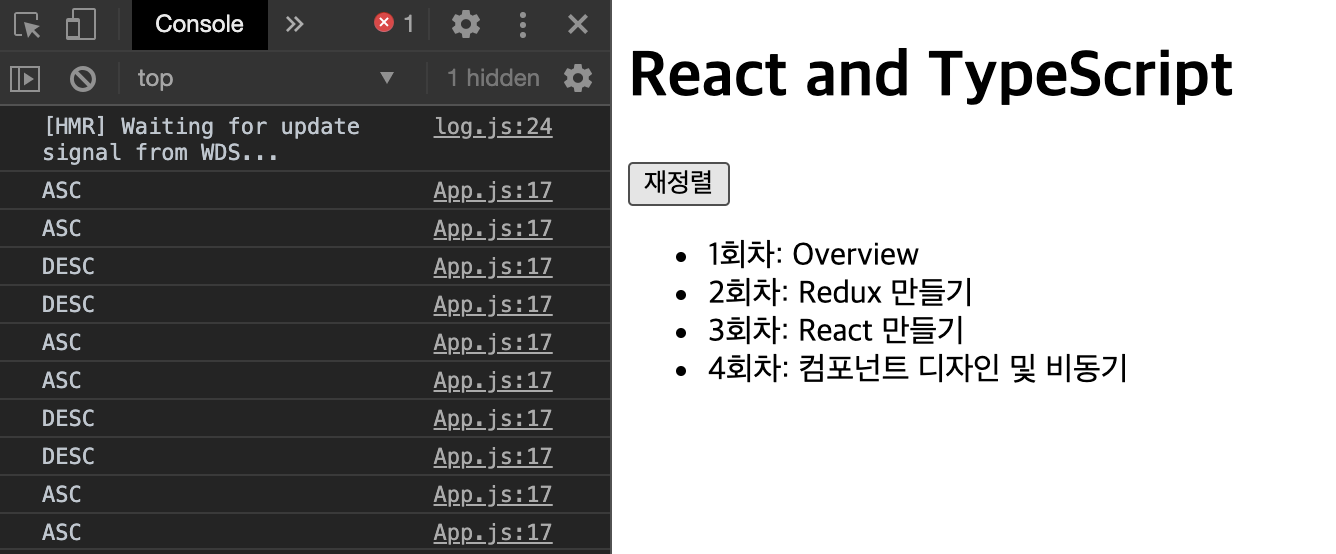 Console
1
top
1 hidden
[HMR] Waiting for update log.js:24
signal from WDS...
ASC App.js:17
ASC App.js:17
DESC App.js:17
DESC App.js:17
ASC App.js:17
ASC App.js:17
DESC App.js:17
DESC App.js:17
ASC App.js:17
ASC App.js:17
React and TypeScript
재정렬
1회차: Overview
2회차: Redux 만들기
3회차: React 만들기
4회차: 컴포넌트 디자인 및 비동기